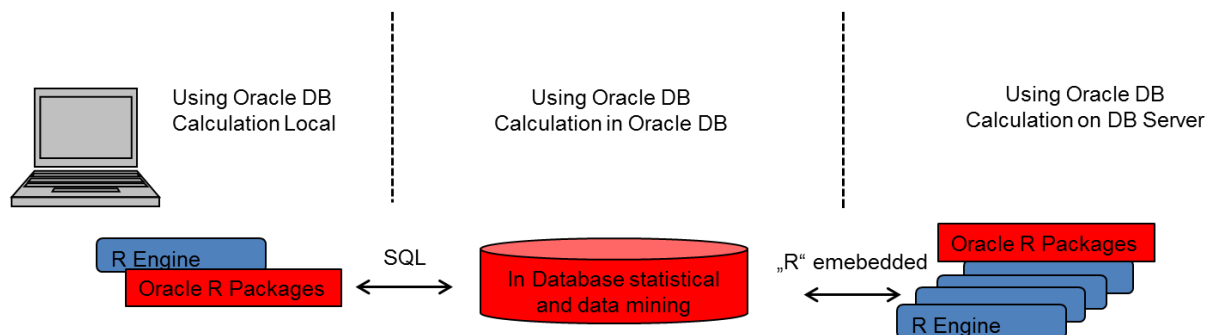 Using Oracle DB
Calculation Local
Using Oracle DB
Calculation in Oracle DB
Using Oracle DB
Calculation on DB Server
R Engine
Oracle R Packages
SQL
In Database statistical
and data mining
„R“ emebedded
Oracle R Packages
R Engine